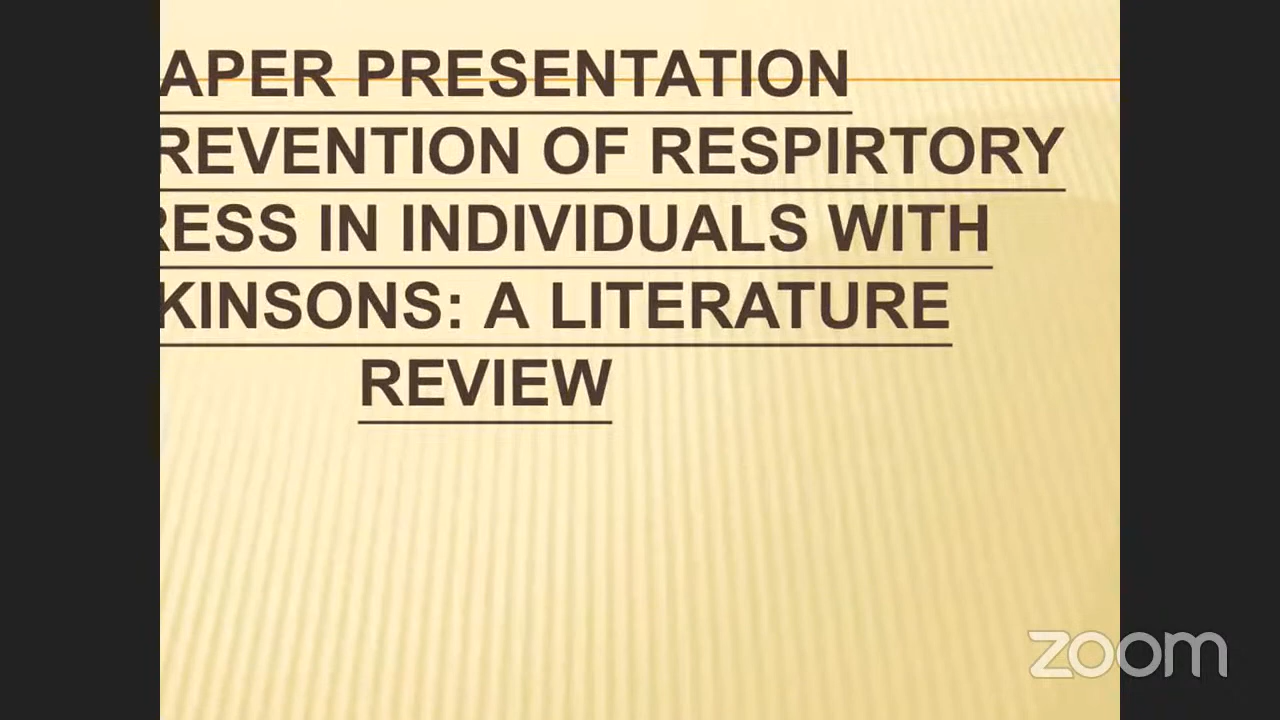 APER PRESENTATION
REVENTION OF RESPIRTORY
RESS IN INDIVIDUALS WITH
KINSONS: A LITERATURE
REVIEW
zoom